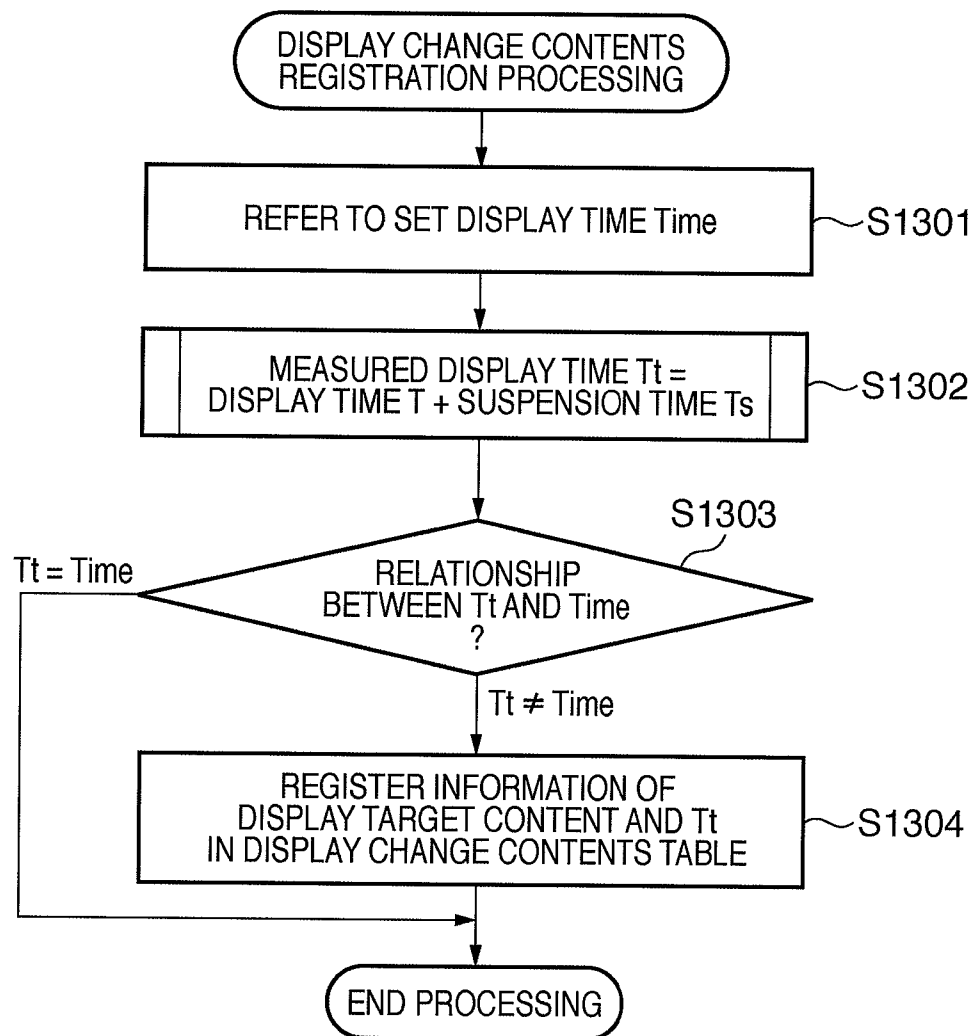 DISPLAY CHANGE CONTENTS
REGISTRATION PROCESSING
REFER TO SET DISPLAY TIME Time
S1301
MEASURED DISPLAY TIME Tt =
DISPLAY TIME T + SUSPENSION TIME Ts
S1302
S1303
Tt = Time
RELATIONSHIP
BETWEEN Tt AND Time
?
Tt ≠ Time
REGISTER INFORMATION OF
DISPLAY TARGET CONTENT AND Tt
IN DISPLAY CHANGE CONTENTS TABLE
S1304
END PROCESSING